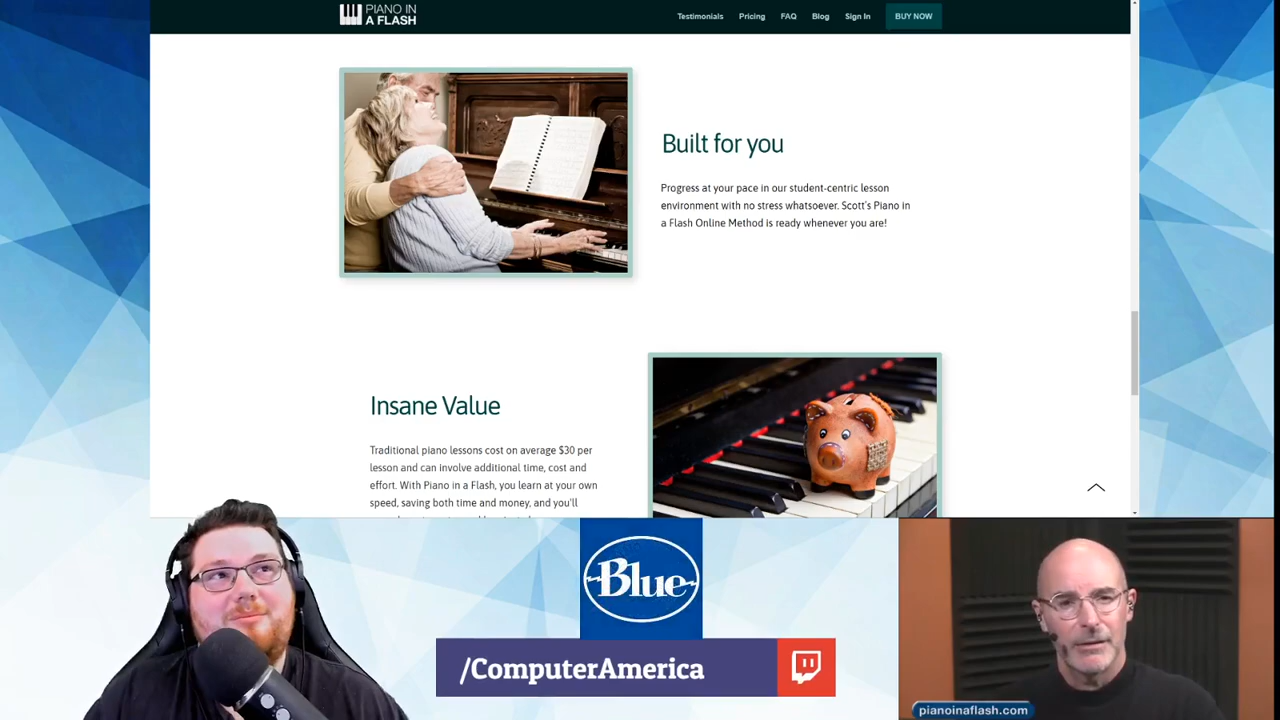 PIANO IN
A FLASH
Testimonials Pricing FAQ Blog Sign In BUY NOW
Built for you
Progress at your pace in our student-centric lesson
environment with no stress whatsoever. Scott's Piano in
a Flash Online Method is ready whenever you are!
Insane Value
Traditional piano lessons cost on average $30 per
lesson and can involve additional time, cost and
effort. With Piano in a Flash, you learn at your own
speed, saving both time and money, and you'll
Blue
/ComputerAmerica
pianoinaflash.com